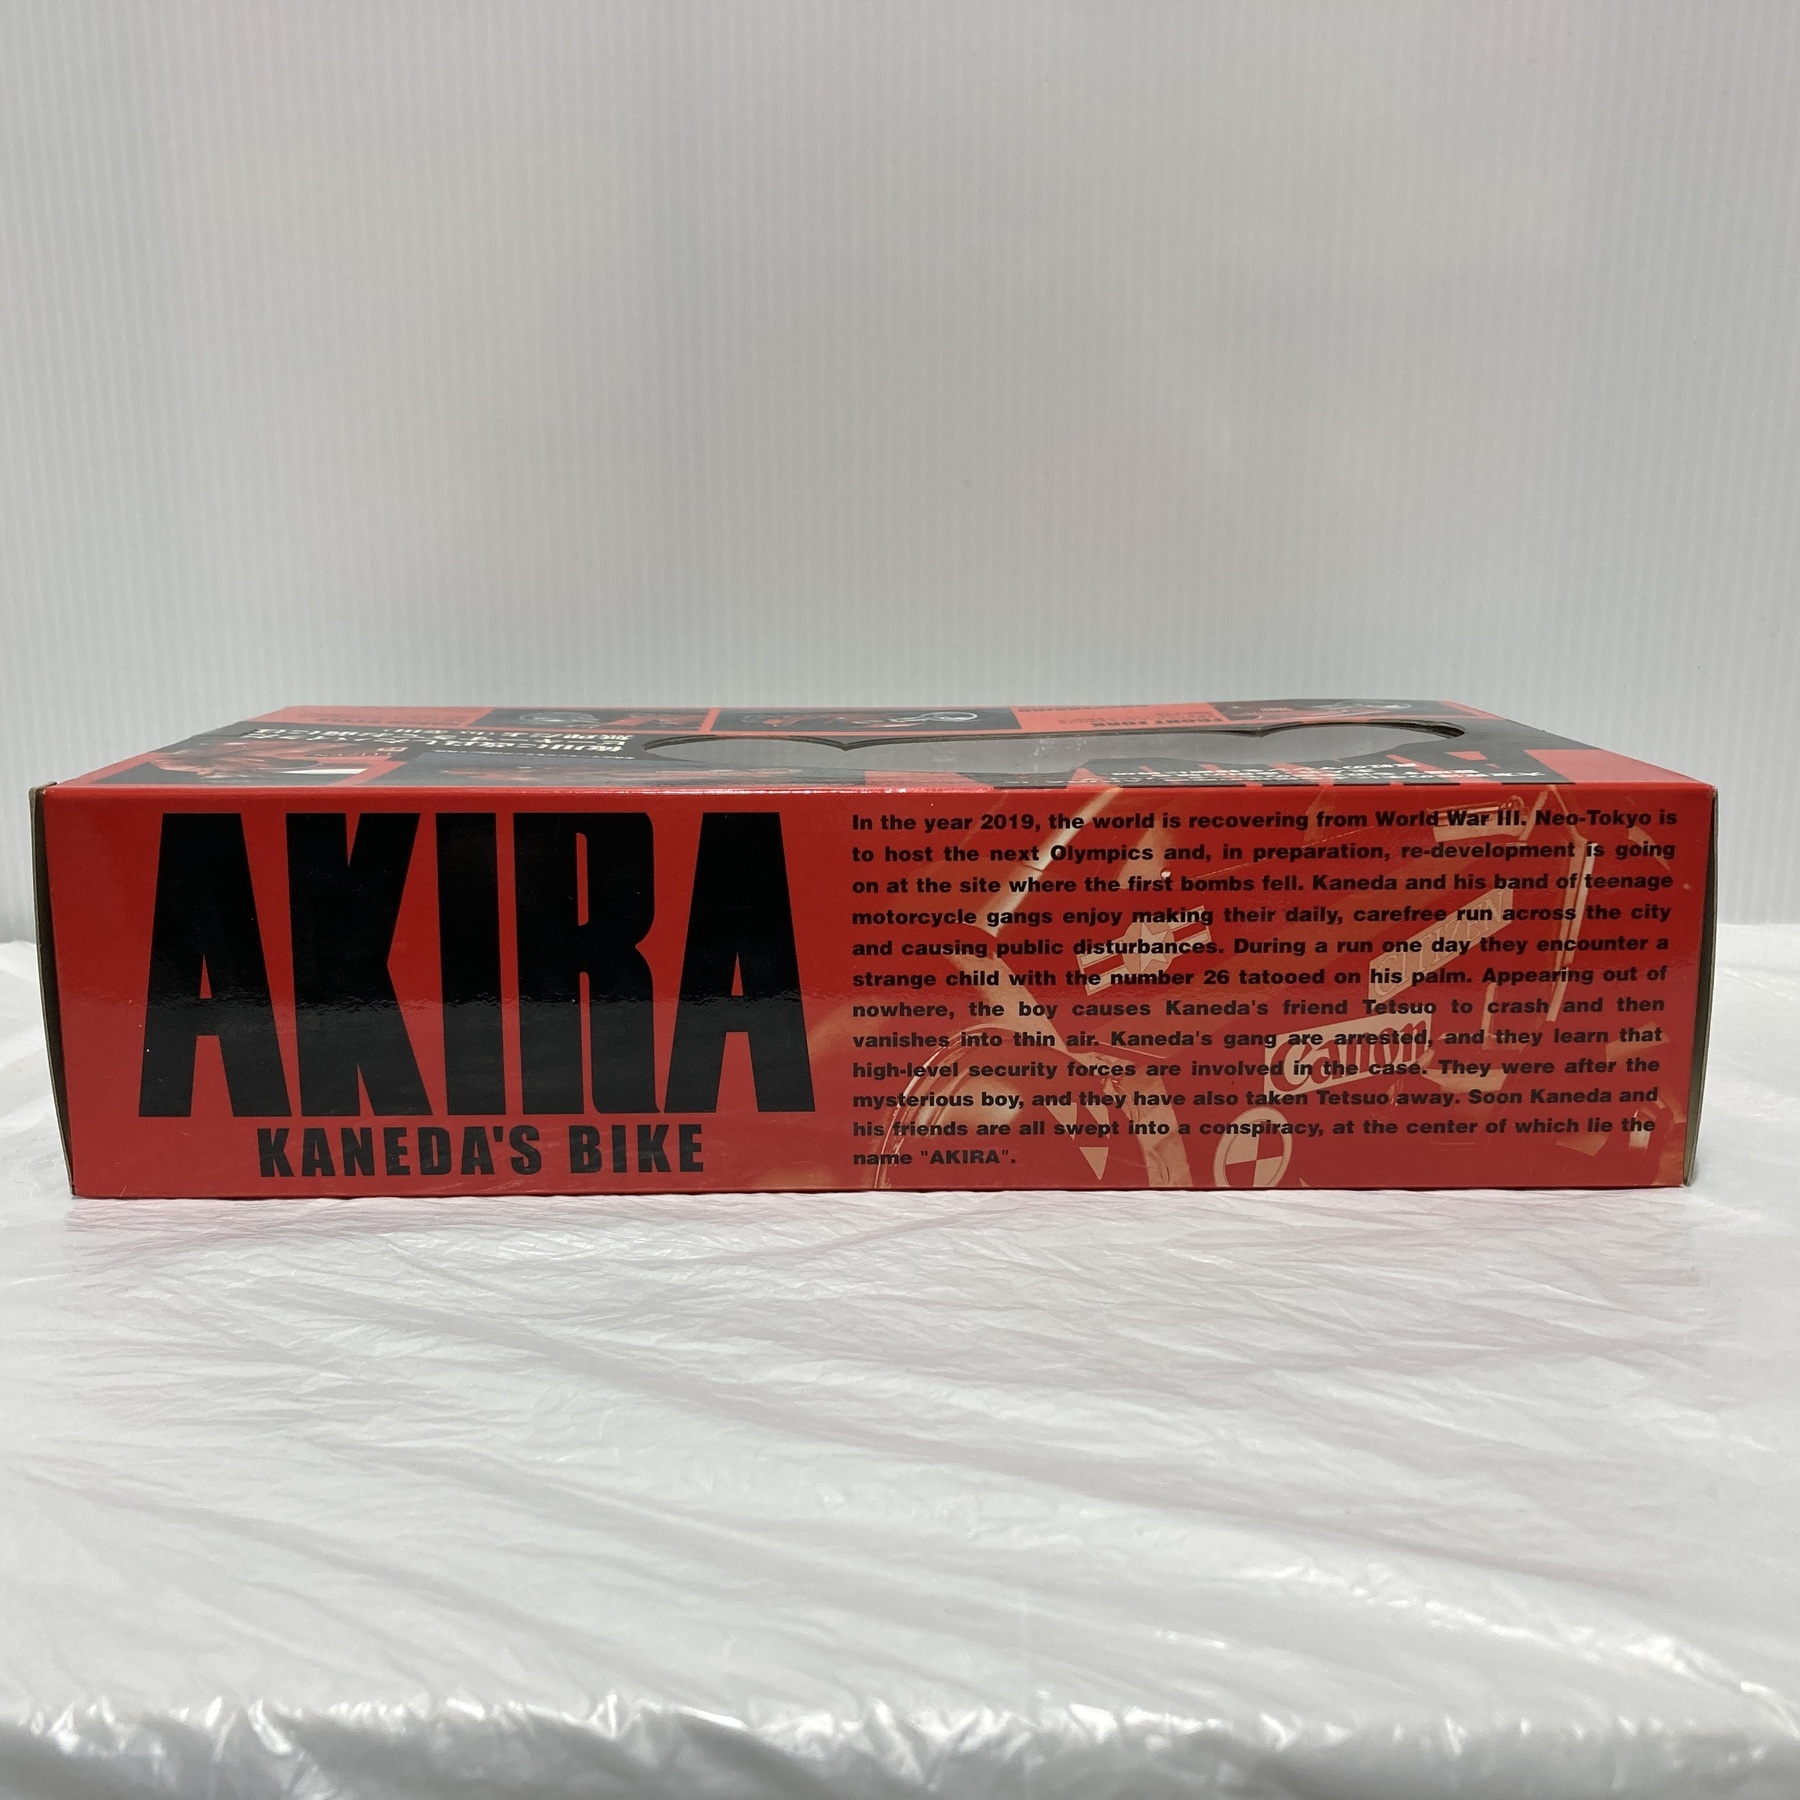 AKIRA
KANEDA'S BIKE
In the year 2019, the world is recovering from World War III. Neo-Tokyo is
to host the next Olympics and, in preparation, re-development is going
on at the site where the first bombs fell. Kaneda and his band of teenage
motorcycle gangs enjoy making their daily, carefree run across the city
and causing public disturbances. During a run one day they encounter a
strange child with the number 26 tatooed on his palm. Appearing out of
nowhere, the boy causes Kaneda's friend Tetsuo to crash and then
vanishes into thin air. Kaneda's gang are arrested, and they learn that
high-level security forces are involved in the case. They were after the
mysterious boy, and they have also taken Tetsuo away. Soon Kaneda and
his friends are all swept into a conspiracy, at the center of which lie the
name "AKIRA".
Canon
CITIZEN